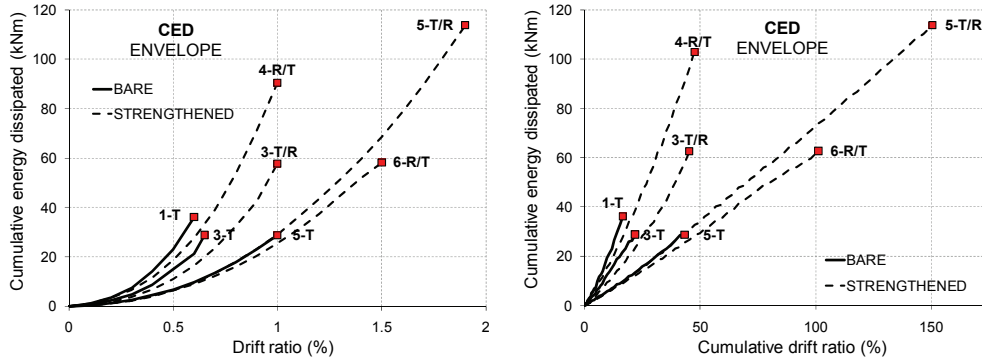 Cumulative energy dissipated (kNm)
120
100
80
60
40
20
0
CED
ENVELOPE
BARE
STRENGTHENED
5-T/R
4-R/T
3-T/R
6-R/T
1-T
3-T
5-T
0
0.5
1
1.5
2
Drift ratio (%)
Cumulative energy dissipated (kNm)
120
100
80
60
40
20
0
CED
ENVELOPE
5-T/R
4-R/T
3-T/R
6-R/T
1-T
3-T
5-T
BARE
STRENGTHENED
0
50
100
150
Cumulative drift ratio (%)